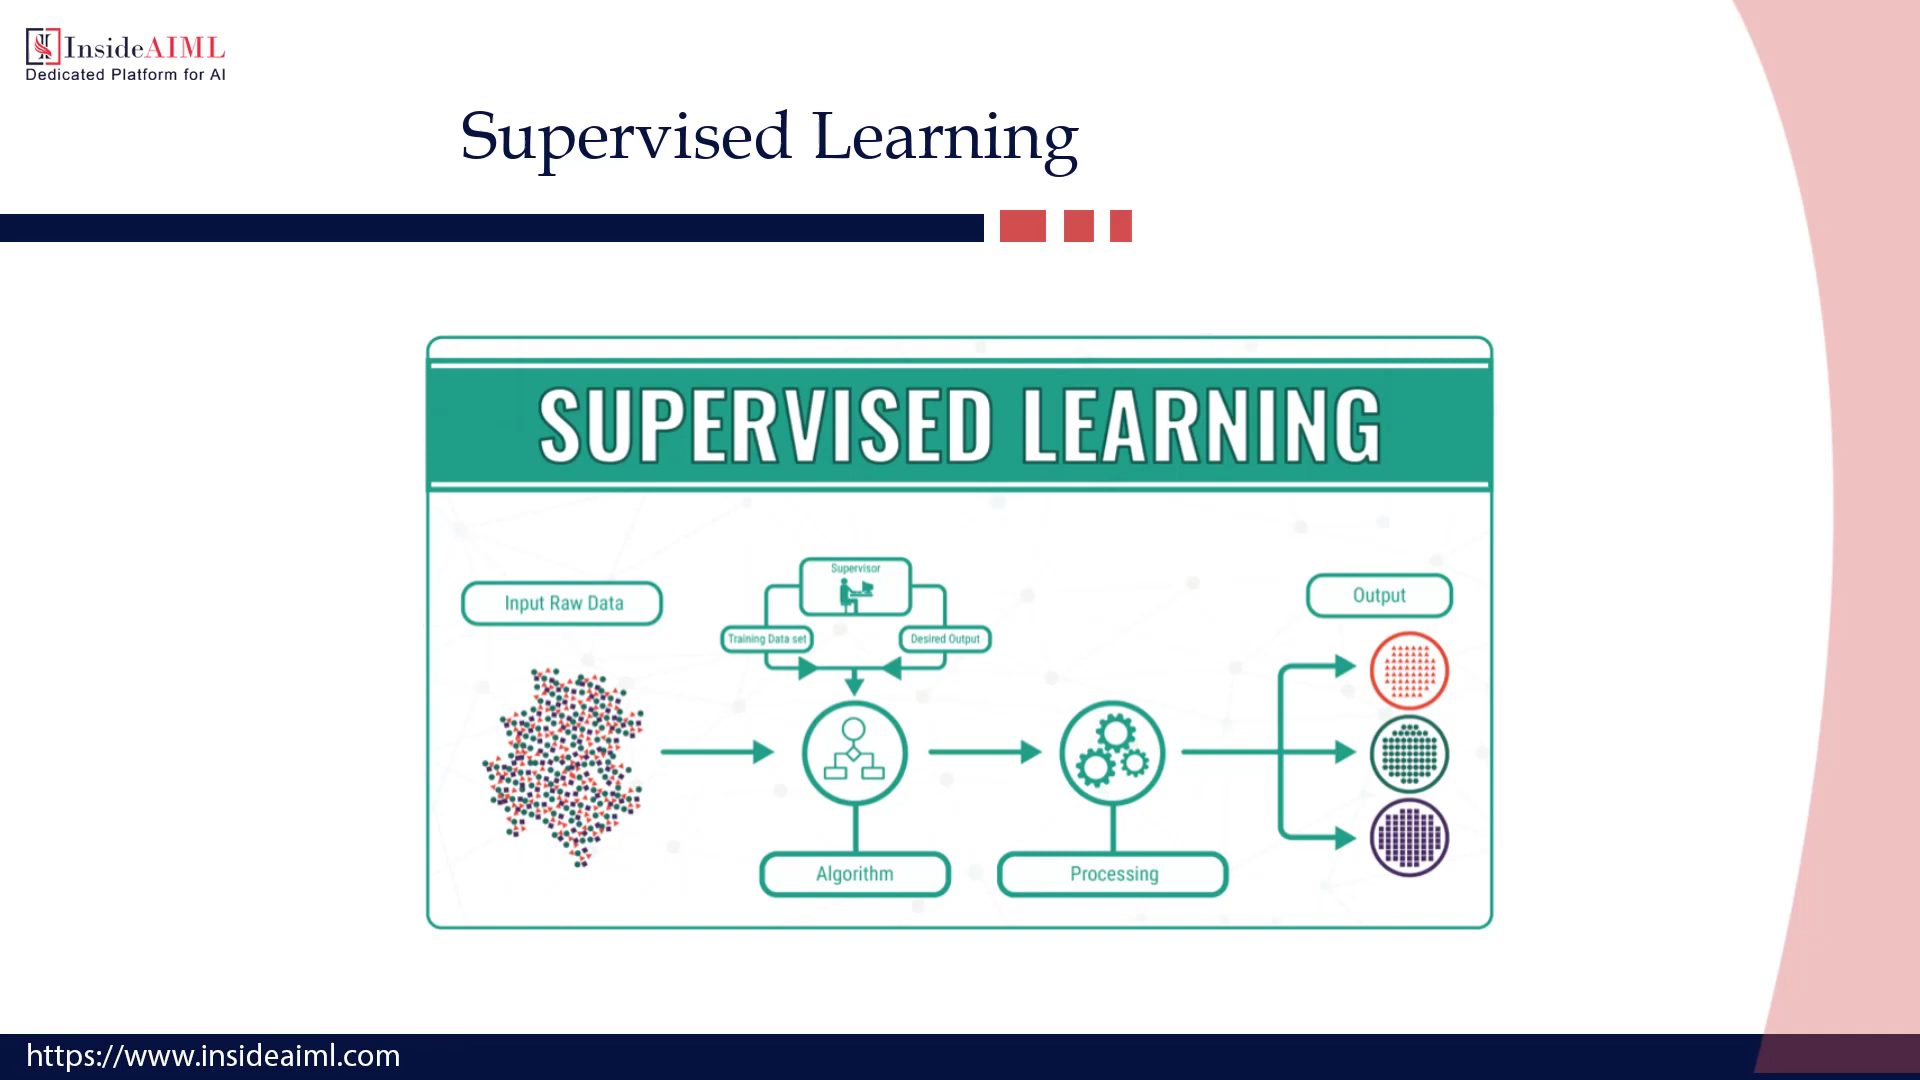 InsideAIML
Dedicated Platform for AI
Supervised Learning
SUPERVISED LEARNING
Input Raw Data
Supervisor
Training Data set
Desired Output
Output
Algorithm
Processing
https://www.insideaiml.com